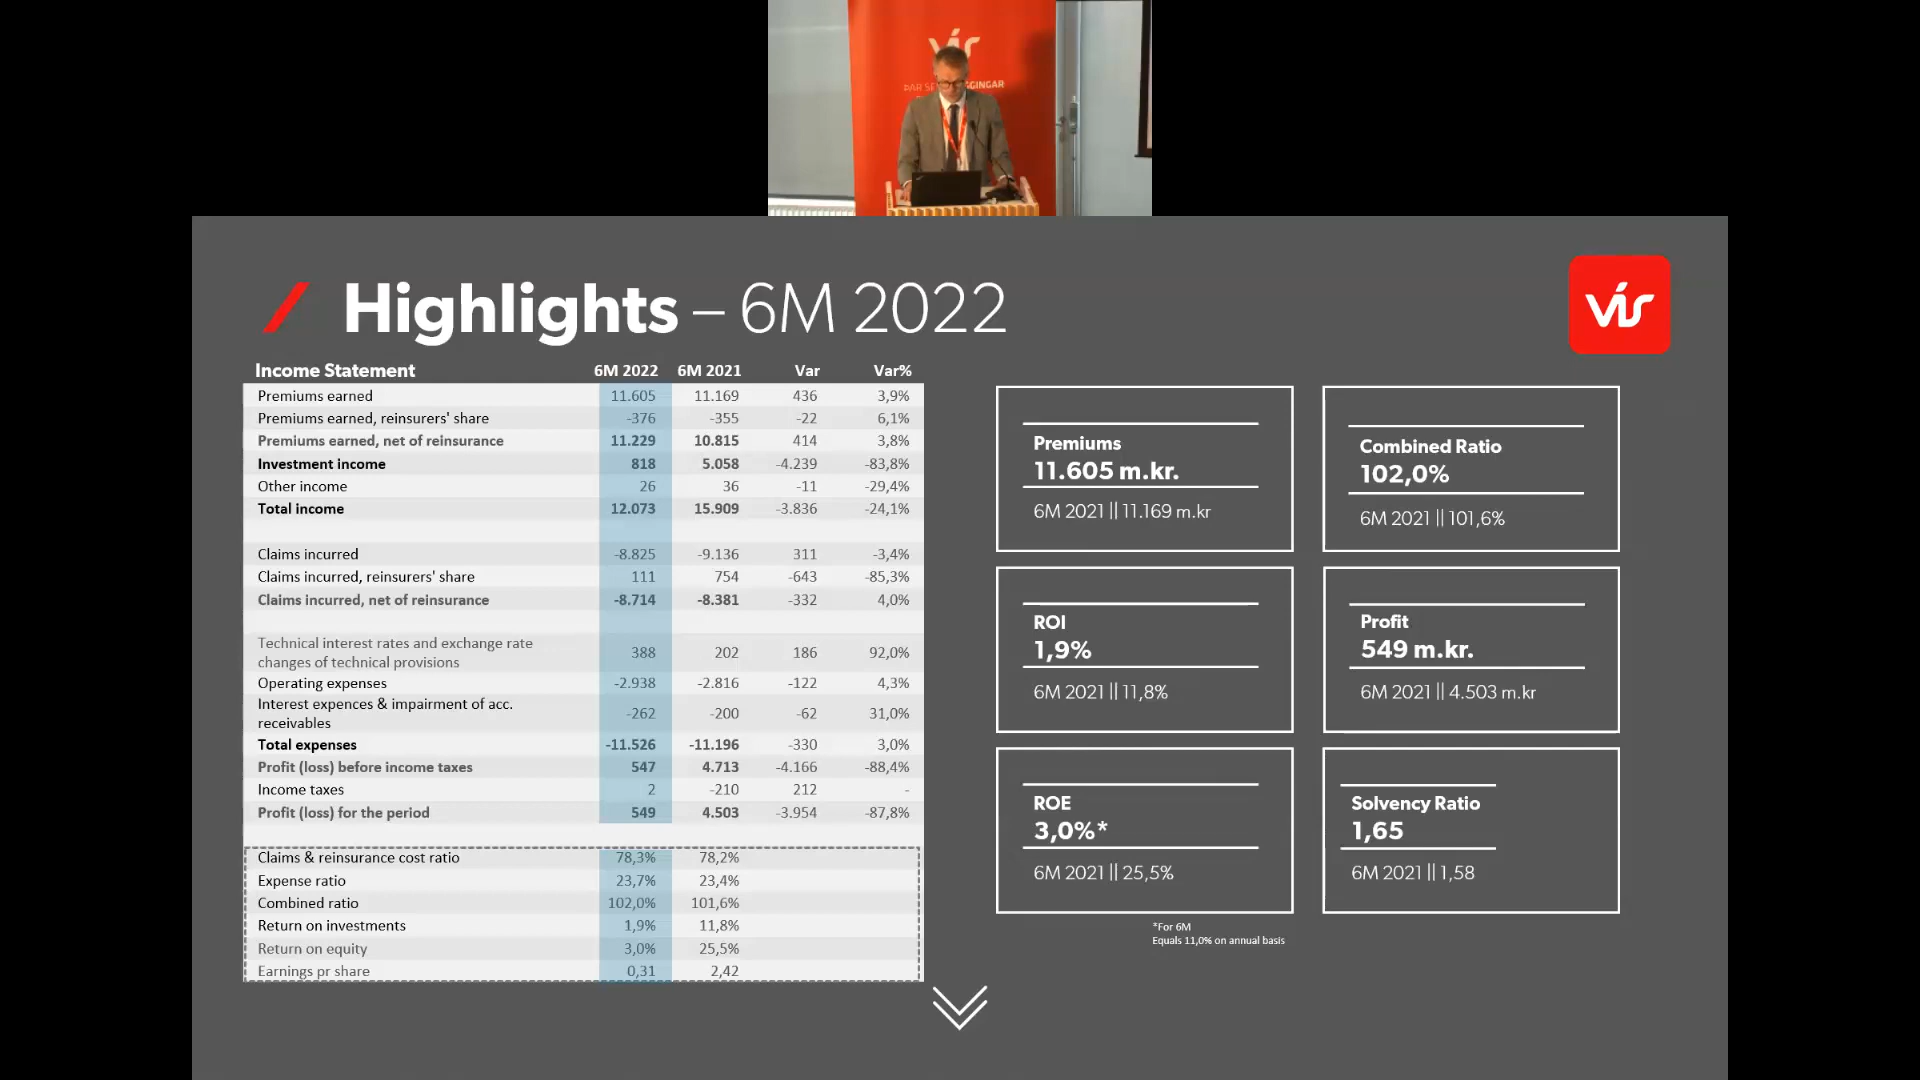 vís
ÞAR SE GGINGAR
Highlights – 6M 2022
vís
Income Statement 6M 2022 6M 2021 Var Var%
Premiums earned 11.605 11.169 436 3,9%
Premiums earned, reinsurers' share -376 -355 -22 6,1%
Premiums earned, net of reinsurance 11.229 10.815 414 3,8%
Investment income 818 5.058 -4.239 -83,8%
Other income 26 36 -11 -29,4%
Total income 12.073 15.909 -3.836 -24,1%
Claims incurred -8.825 -9.136 311 -3,4%
Claims incurred, reinsurers' share 111 754 -643 -85,3%
Claims incurred, net of reinsurance -8.714 -8.381 -332 4,0%
Technical interest rates and exchange rate
changes of technical provisions 388 202 186 92,0%
Operating expenses -2.938 -2.816 -122 4,3%
Interest expences & impairment of acc.
receivables -262 -200 -62 31,0%
Total expenses -11.526 -11.196 -330 3,0%
Profit (loss) before income taxes 547 4.713 -4.166 -88,4%
Income taxes 2 -210 212 -
Profit (loss) for the period 549 4.503 -3.954 -87,8%
Claims & reinsurance cost ratio 78,3% 78,2%
Expense ratio 23,7% 23,4%
Combined ratio 102,0% 101,6%
Return on investments 1,9% 11,8%
Return on equity 3,0% 25,5%
Earnings pr share 0,31 2,42
Premiums
11.605 m.kr.
6M 2021 || 11.169 m.kr
Combined Ratio
102,0%
6M 2021 || 101,6%
ROI
1,9%
6M 2021 || 11,8%
Profit
549 m.kr.
6M 2021 || 4.503 m.kr
ROE
3,0%*
6M 2021 || 25,5%
Solvency Ratio
1,65
6M 2021 || 1,58
*For 6M
Equals 11,0% on annual basis